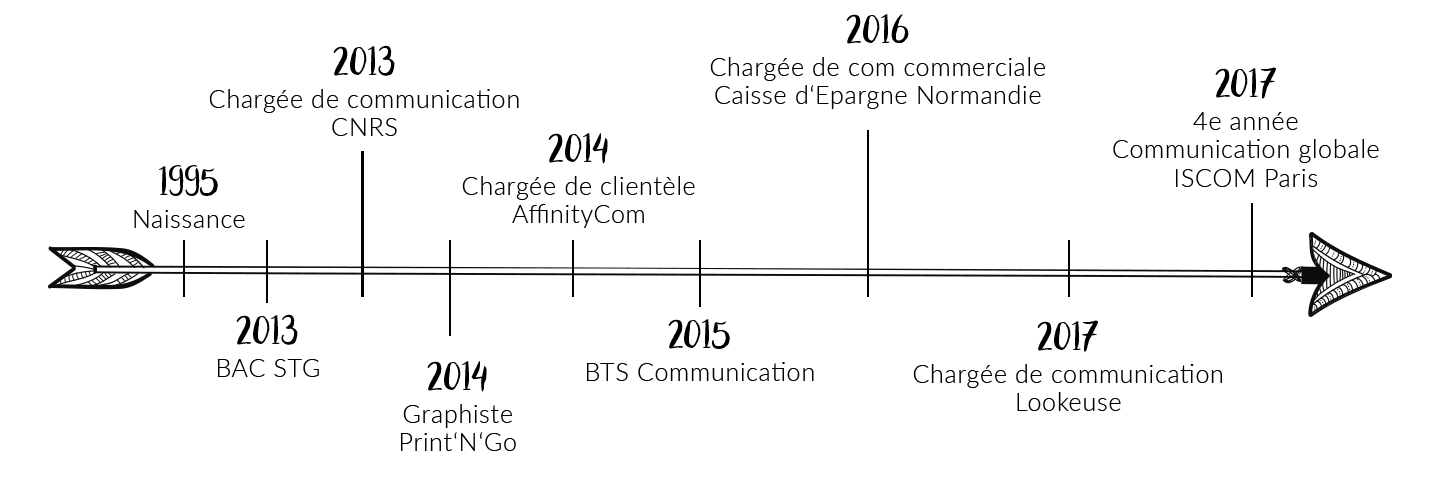 1995
Naissance
2013
BAC STG
2013
Chargée de communication
CNRS
2014
Graphiste
Print‘N‘Go
2014
Chargée de clientèle
AffinityCom
2015
BTS Communication
2016
Chargée de com commerciale
Caisse d‘Epargne Normandie
2017
Chargée de communication
Lookeuse
2017
4e année
Communication globale
ISCOM Paris